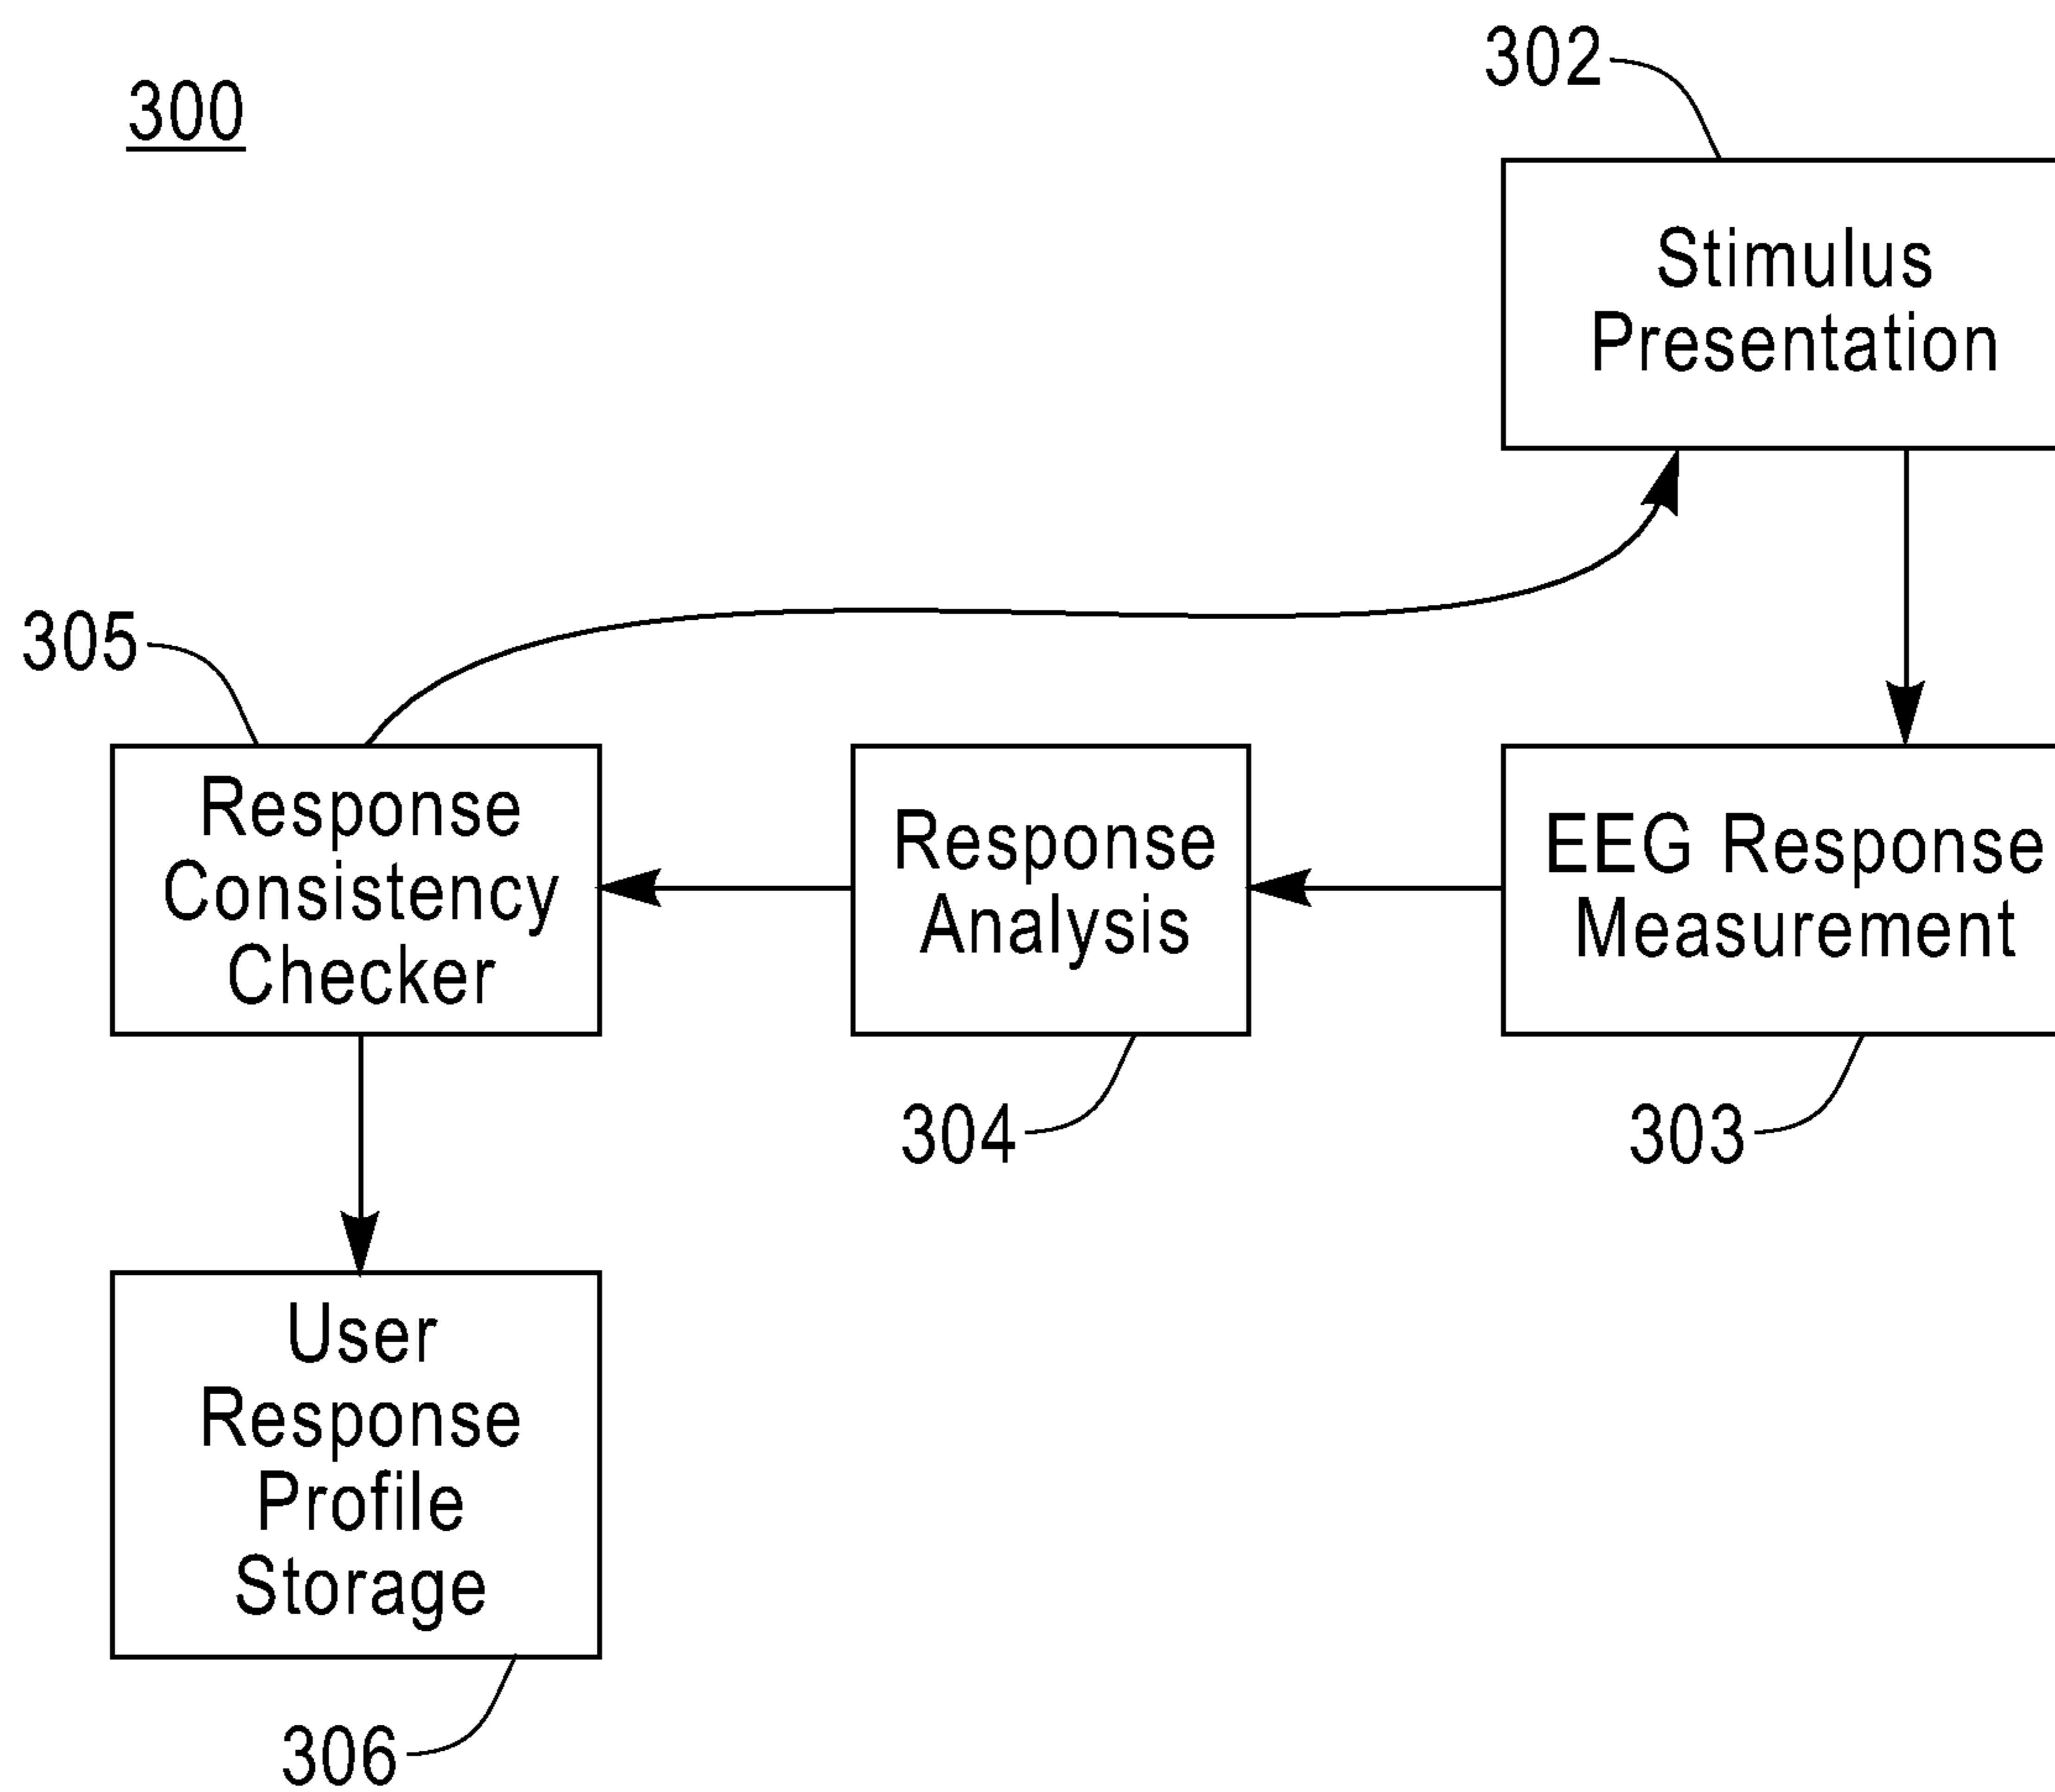 300
302
Stimulus
Presentation
305
Response
Consistency
Checker
Response
Analysis
EEG Response
Measurement
304
303
User
Response
Profile
Storage
306